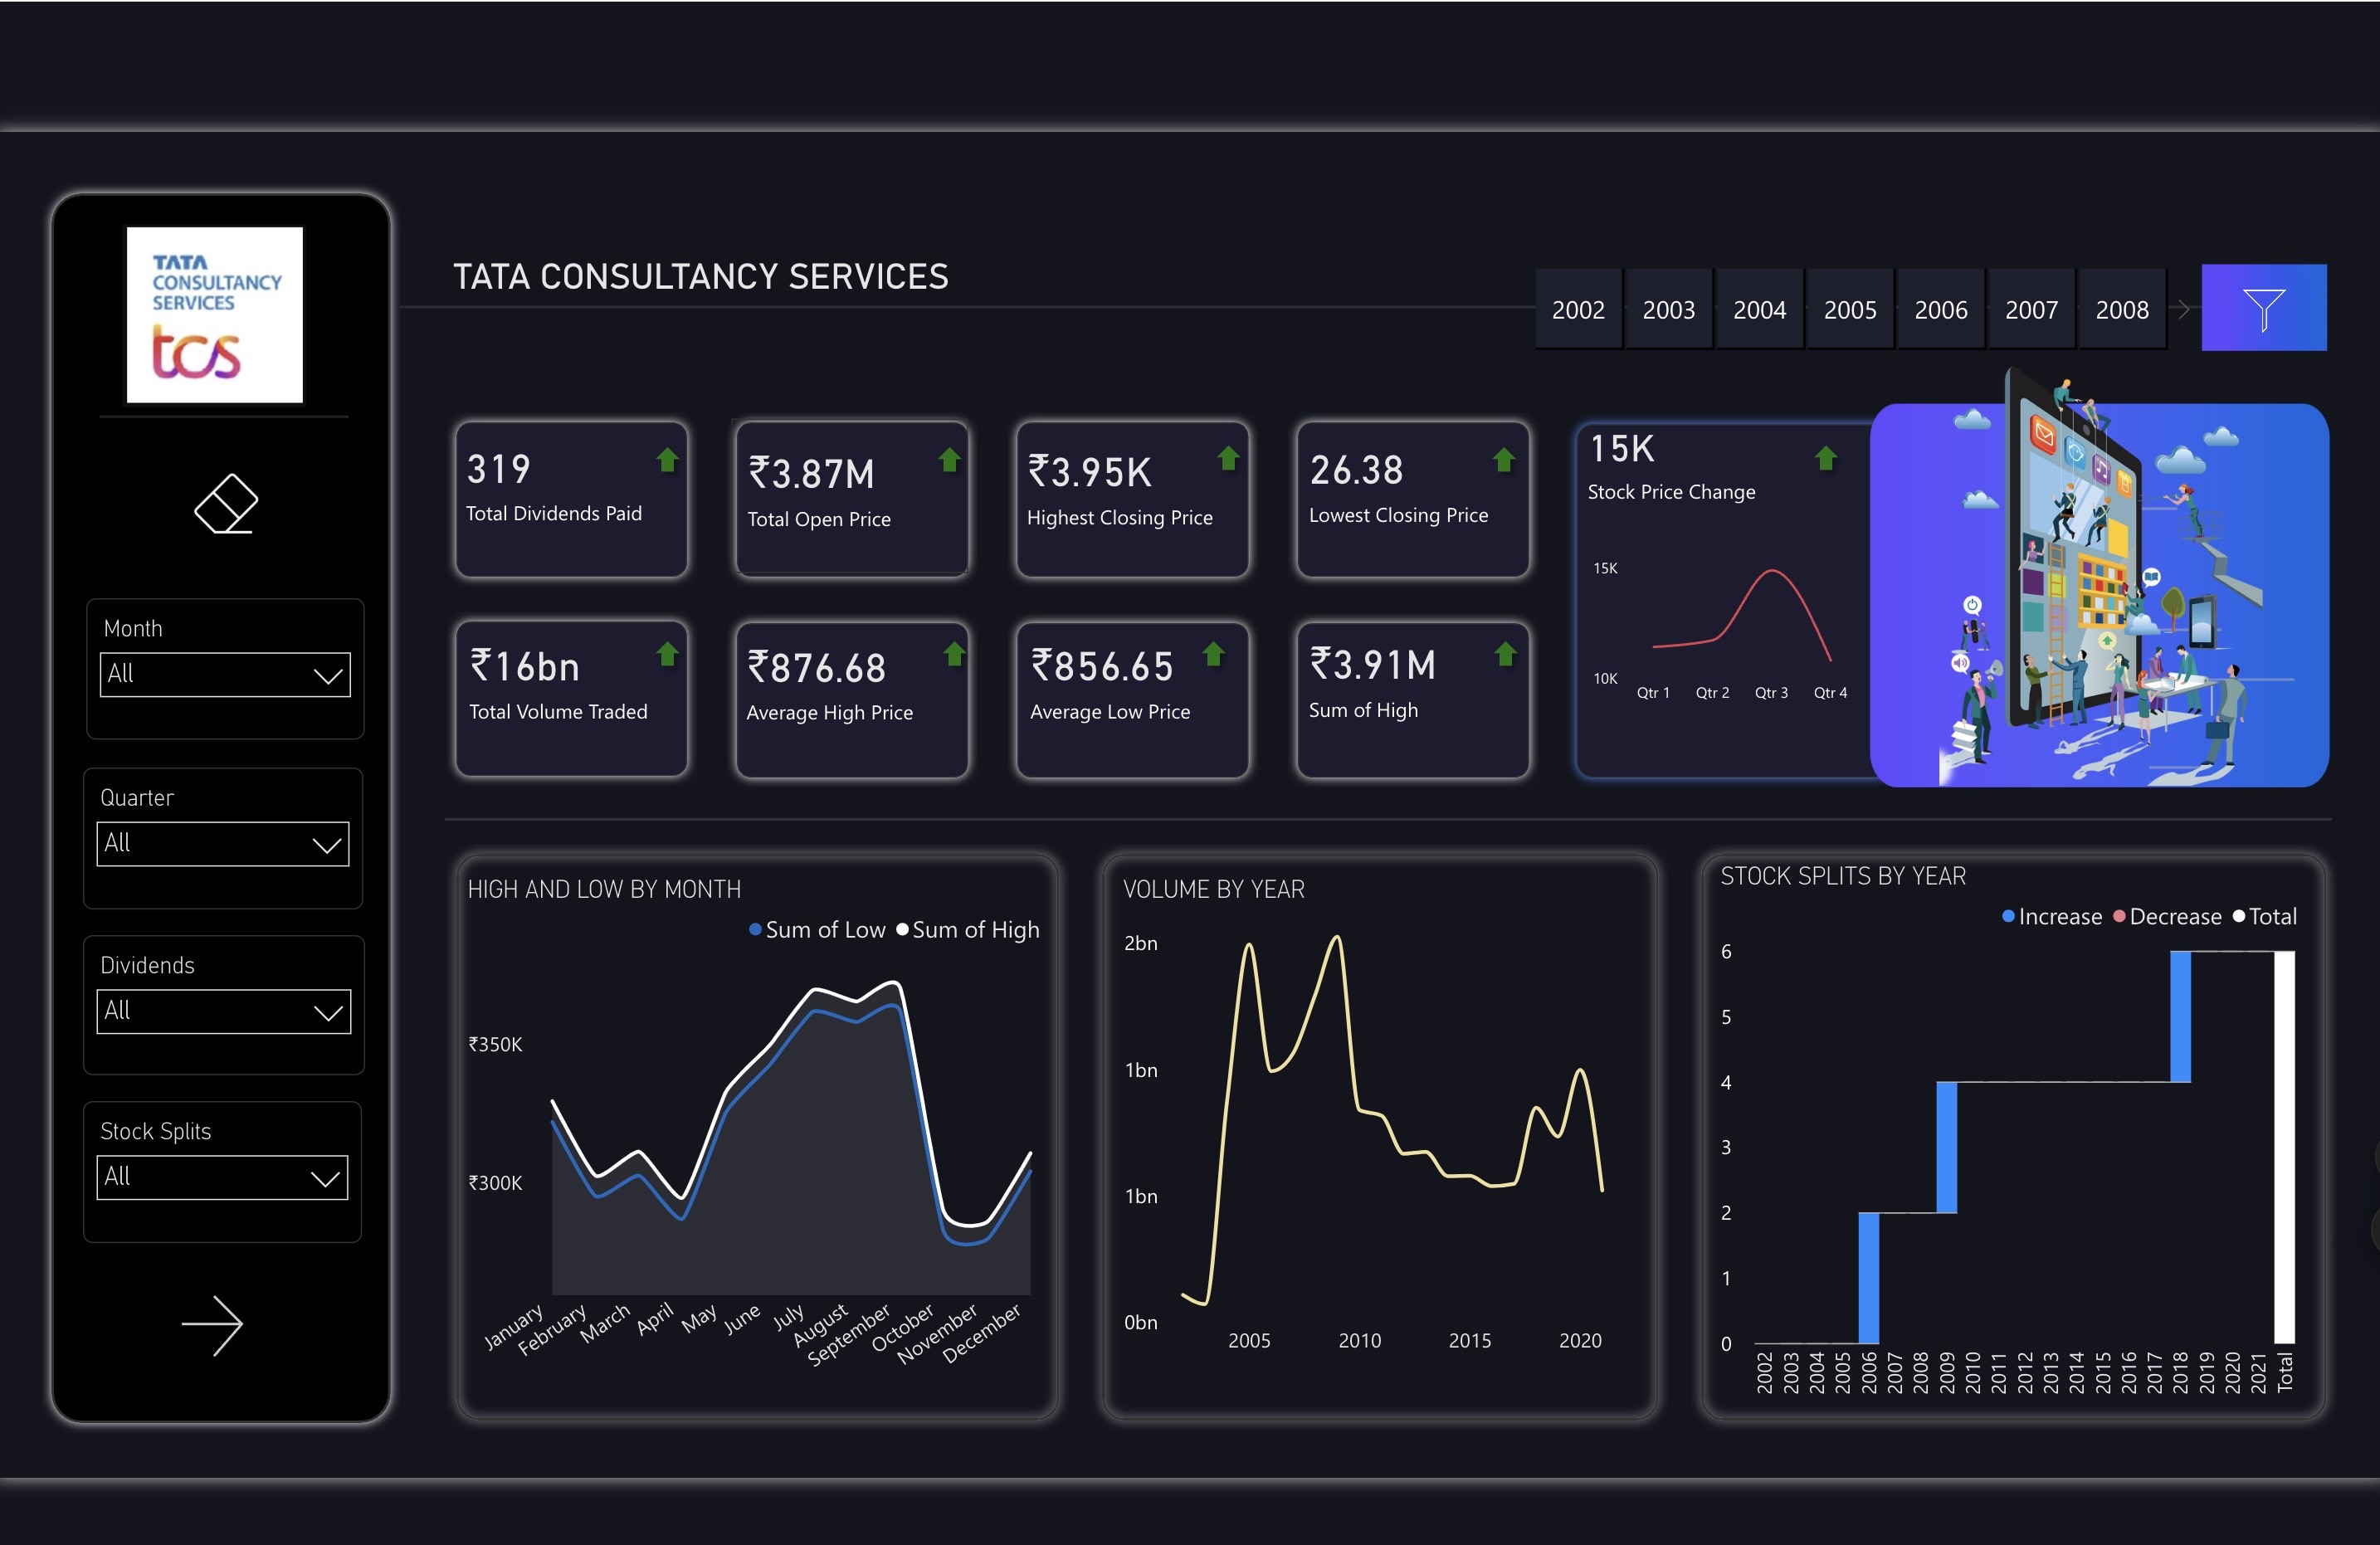 TATA
CONSULTANCY
SERVICES
tcs
Month
All
Quarter
All
Dividends
All
Stock Splits
All
TATA CONSULTANCY SERVICES
2002 2003 2004 2005 2006 2007 2008
319
Total Dividends Paid
₹3.87M
Total Open Price
₹3.95K
Highest Closing Price
26.38
Lowest Closing Price
₹16bn
Total Volume Traded
₹876.68
Average High Price
₹856.65
Average Low Price
₹3.91M
Sum of High
15K
Stock Price Change
15K
10K
Qtr 1 Qtr 2 Qtr 3 Qtr 4
HIGH AND LOW BY MONTH
Sum of Low Sum of High
₹350K
₹300K
January February March April May June July August September October November December
VOLUME BY YEAR
2bn
1bn
1bn
0bn
2005 2010 2015 2020
STOCK SPLITS BY YEAR
Increase Decrease Total
6
5
4
3
2
1
0
2002 2003 2004 2005 2006 2007 2008 2009 2010 2011 2012 2013 2014 2015 2016 2017 2018 2019 2020 2021 Total